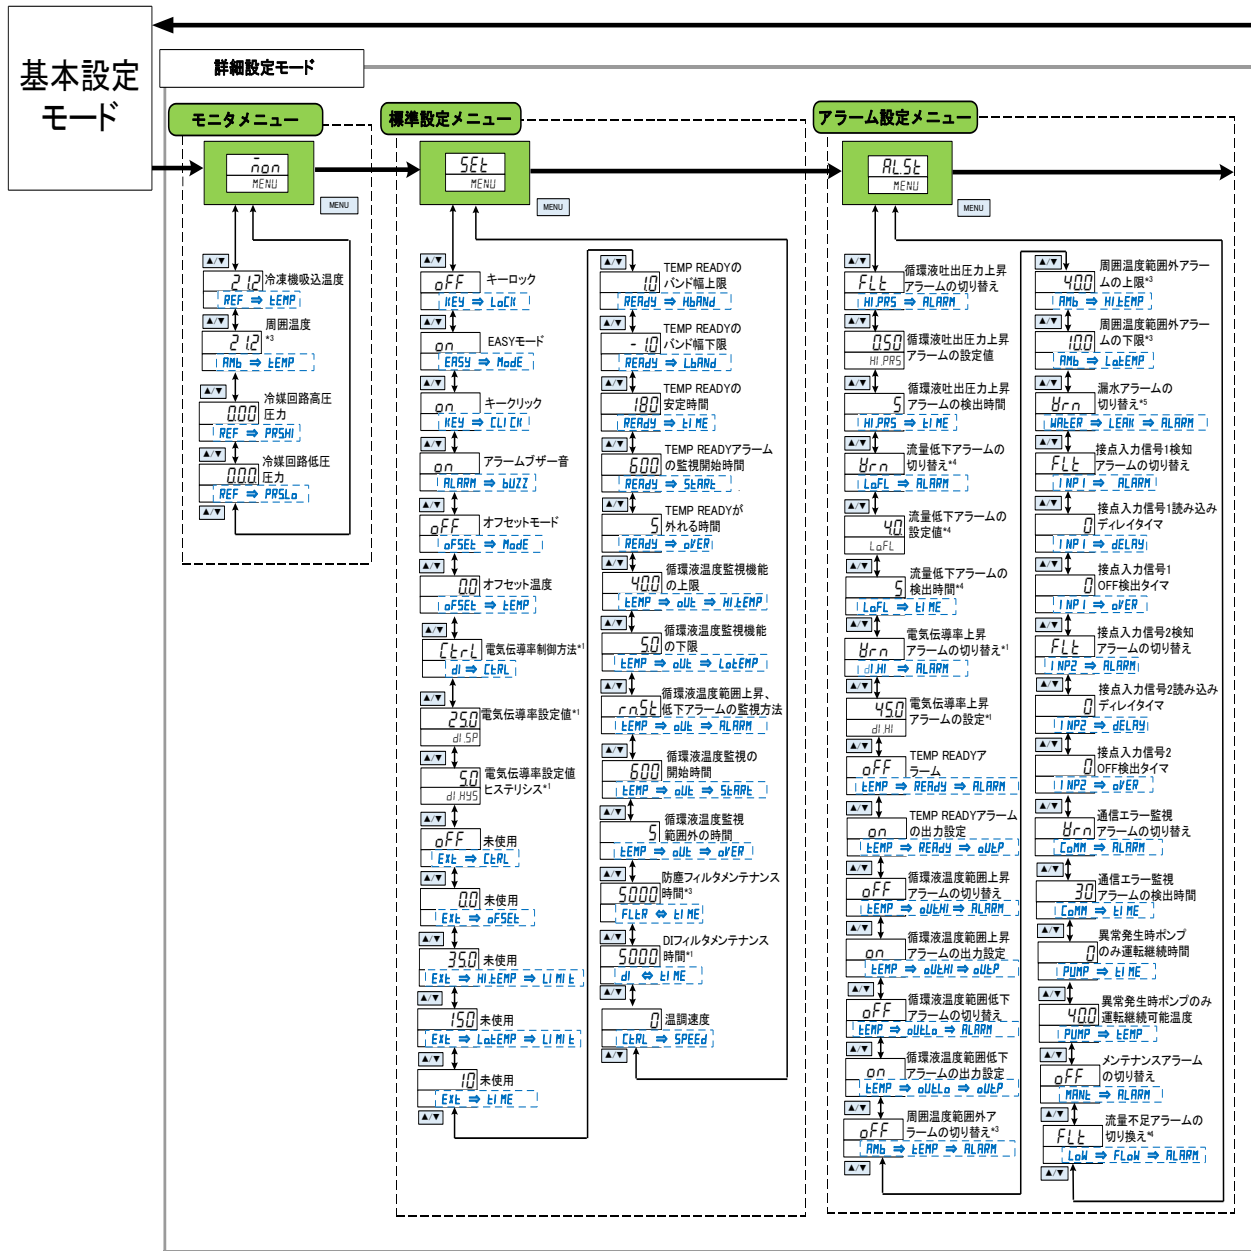 基本設定
モード
詳細設定モード
モニタメニュー
mon
MENU
MENU
▲/▼
21.2 冷凍機吸込温度
REF ⇒ tEMP
▲/▼
21.2 周囲温度
*3
AMb ⇒ tEMP
▲/▼
0.00 冷媒回路高圧
圧力
REF ⇒ PRSHI
▲/▼
0.00 冷媒回路低圧
圧力
REF ⇒ PRSLo
▲/▼
標準設定メニュー
SEt
MENU
MENU
▲/▼
oFF キーロック
KEY ⇒ LoCK
▲/▼
on EASYモード
EASY ⇒ ModE
▲/▼
on キークリック
KEY ⇒ CLICK
▲/▼
on アラームブザー音
ALARM ⇒ bUZZ
▲/▼
oFF オフセットモード
oFSEt ⇒ ModE
▲/▼
0.0 オフセット温度
oFSEt ⇒ tEMP
▲/▼
CtrL 電気伝導率制御方法*1
dI ⇒ CtRL
▲/▼
25.0 電気伝導率設定値*1
dI.SP
▲/▼
5.0 電気伝導率設定値
ヒステリシス*1
dI.HYS
▲/▼
oFF 未使用
EXt ⇒ CtRL
▲/▼
0.0 未使用
EXt ⇒ oFSEt
▲/▼
35.0 未使用
EXt ⇒ HI.tEMP ⇒ LIMIt
▲/▼
15.0 未使用
EXt ⇒ LotEMP ⇒ LIMIt
▲/▼
10 未使用
EXt ⇒ tIME
▲/▼
▲/▼
1.0 TEMP READYの
バンド幅上限
REAdY ⇒ HbANd
▲/▼
-1.0 TEMP READYの
バンド幅下限
REAdY ⇒ LbANd
▲/▼
180 TEMP READYの
安定時間
REAdY ⇒ tIME
▲/▼
600 TEMP READYアラーム
の監視開始時間
REAdY ⇒ StARt
▲/▼
5 TEMP READYが
外れる時間
REAdY ⇒ oVER
▲/▼
40.0 循環液温度監視機能
の上限
tEMP ⇒ oUt ⇒ HI.tEMP
▲/▼
5.0 循環液温度監視機能
の下限
tEMP ⇒ oUt ⇒ LotEMP
▲/▼
rn.St 循環液温度範囲上昇、
低下アラームの監視方法
tEMP ⇒ oUt ⇒ ALARM
▲/▼
600 循環液温度監視の
開始時間
tEMP ⇒ oUt ⇒ StARt
▲/▼
5 循環液温度監視
範囲外の時間
tEMP ⇒ oUt ⇒ oVER
▲/▼
5000 防塵フィルタメンテナンス
時間*3
FLtR ⇔ tIME
▲/▼
5000 DIフィルタメンテナンス
時間*1
dI ⇔ tIME
▲/▼
0 温調速度
CtRL ⇒ SPEEd
▲/▼
アラーム設定メニュー
AL.St
MENU
MENU
▲/▼
FLt 循環液吐出圧力上昇
アラームの切り替え
HI.PRS ⇒ ALARM
▲/▼
0.50 循環液吐出圧力上昇
アラームの設定値
HI.PRS
▲/▼
5 循環液吐出圧力上昇
アラームの検出時間
HI.PRS ⇒ tIME
▲/▼
Wrn 流量低下アラームの
切り替え*4
LoFL ⇒ ALARM
▲/▼
4.0 流量低下アラームの
設定値*4
LoFL
▲/▼
5 流量低下アラームの
検出時間*4
LoFL ⇒ tIME
▲/▼
Wrn 電気伝導率上昇
アラームの切り替え*1
dI.HI ⇒ ALARM
▲/▼
45.0 電気伝導率上昇
アラームの設定*1
dI.HI
▲/▼
oFF TEMP READYア
ラーム
tEMP ⇒ REAdY ⇒ ALARM
▲/▼
on TEMP READYアラーム
の出力設定
tEMP ⇒ REAdY ⇒ oUtP
▲/▼
oFF 循環液温度範囲上昇
アラームの切り替え
tEMP ⇒ oUtHI ⇒ ALARM
▲/▼
on 循環液温度範囲上昇
アラームの出力設定
tEMP ⇒ oUtHI ⇒ oUtP
▲/▼
oFF 循環液温度範囲低下
アラームの切り替え
tEMP ⇒ oUtLo ⇒ ALARM
▲/▼
on 循環液温度範囲低下
アラームの出力設定
tEMP ⇒ oUtLo ⇒ oUtP
▲/▼
oFF 周囲温度範囲外ア
ラームの切り替え*3
AMb ⇒ tEMP ⇒ ALARM
▲/▼
▲/▼
40.0 周囲温度範囲外アラー
ムの上限*3
AMb ⇒ HI.tEMP
▲/▼
10.0 周囲温度範囲外アラー
ムの下限*3
AMb ⇒ LotEMP
▲/▼
Wrn 漏水アラームの
切り替え*5
WAtER ⇒ LEAK ⇒ ALARM
▲/▼
FLt 接点入力信号1検知
アラームの切り替え
INP1 ⇒ ALARM
▲/▼
0 接点入力信号1読み込み
ディレイタイマ
INP1 ⇒ dELAY
▲/▼
0 接点入力信号1
OFF検出タイマ
INP1 ⇒ oVER
▲/▼
FLt 接点入力信号2検知
アラームの切り替え
INP2 ⇒ ALARM
▲/▼
0 接点入力信号2読み込み
ディレイタイマ
INP2 ⇒ dELAY
▲/▼
0 接点入力信号2
OFF検出タイマ
INP2 ⇒ oVER
▲/▼
Wrn 通信エラー監視
アラームの切り替え
CoMM ⇒ ALARM
▲/▼
30 通信エラー監視
アラームの検出時間
CoMM ⇒ tIME
▲/▼
0 異常発生時ポンプ
のみ運転継続時間
PUMP ⇒ tIME
▲/▼
40.0 異常発生時ポンプのみ
運転継続可能温度
PUMP ⇒ tEMP
▲/▼
oFF メンテナンスアラーム
の切り替え
MANt ⇒ ALARM
▲/▼
FLt 流量不足アラームの
切り換え*4
LoW ⇒ FLoW ⇒ ALARM
▲/▼